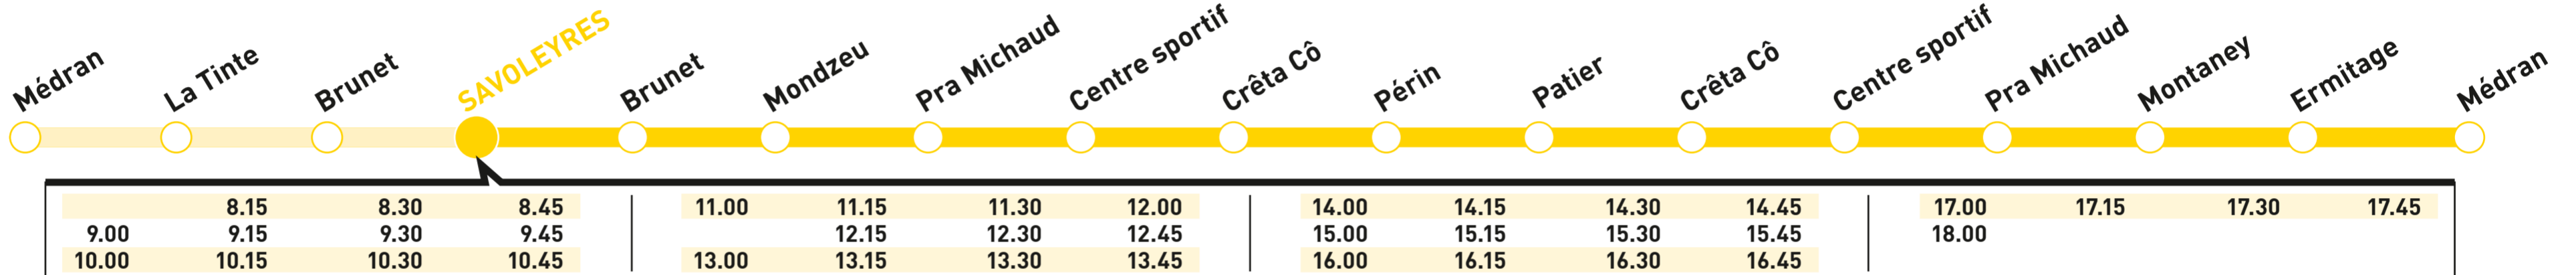 Médran
La Tinte
Brunet
SAVOLEYRES
Brunet
Mondzeu
Pra Michaud
Centre sportif
Crêta Cô
Périn
Patier
Crêta Cô
Centre sportif
Pra Michaud
Montaney
Ermitage
Médran
8.15 8.30 8.45
9.00 9.15 9.30 9.45
10.00 10.15 10.30 10.45
11.00 11.15 11.30 12.00
12.15 12.30 12.45
13.00 13.15 13.30 13.45
14.00 14.15 14.30 14.45
15.00 15.15 15.30 15.45
16.00 16.15 16.30 16.45
17.00 17.15 17.30 17.45
18.00